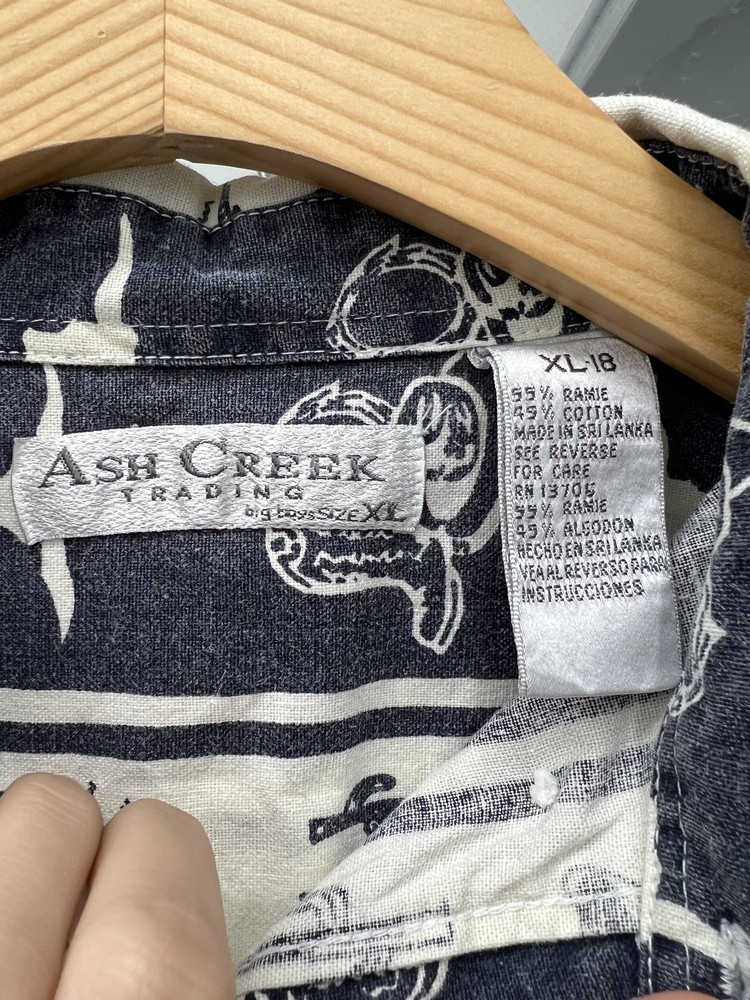 ASH CREEK
TRADING
big boys SIZE XL
XL-18
55% RAMIE
45% COTTON
MADE IN SRI LANKA
SEE REVERSE
FOR CARE
RN 13705
55% RAMIE
45% ALGODON
HECHO EN SRI LANKA
VEA AL REVERSO PARA
INSTRUCCIONES